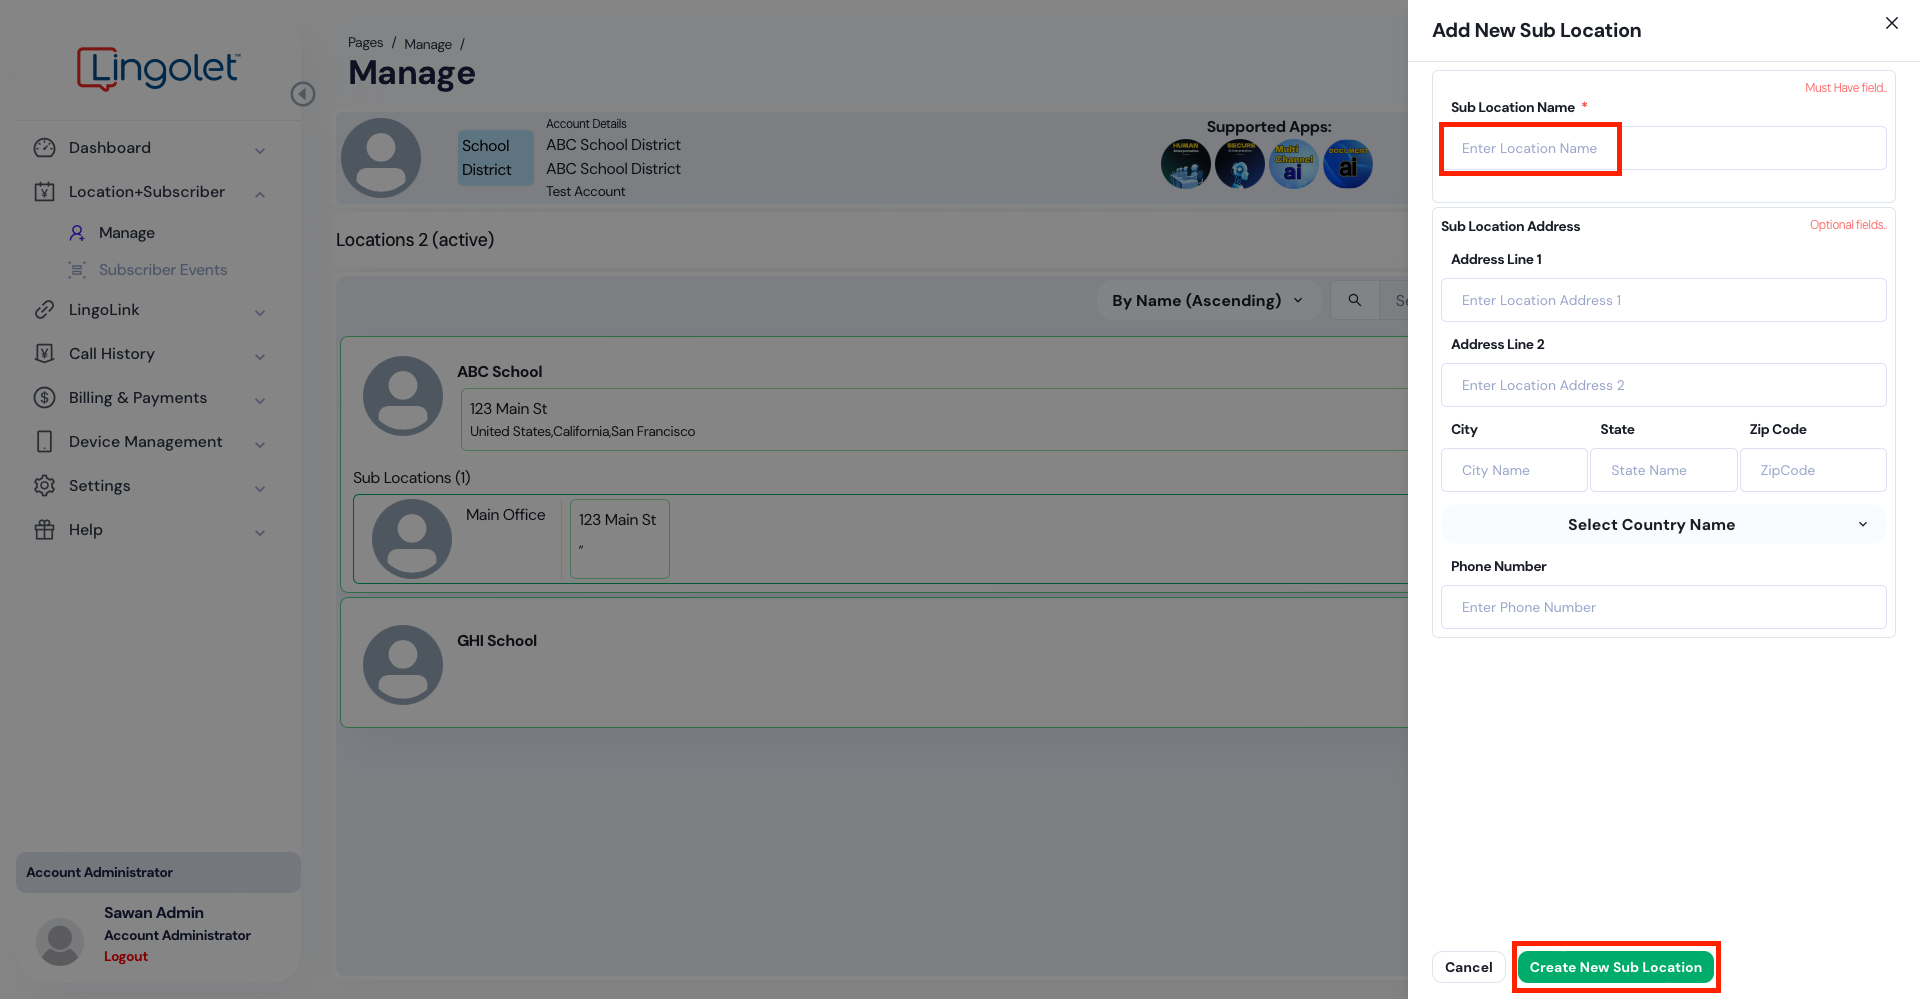 Lingolet™
Dashboard
Location+Subscriber
Manage
Subscriber Events
LingoLink
Call History
Billing & Payments
Device Management
Settings
Help
Account Administrator
Sawan Admin
Account Administrator
Logout
Pages / Manage /
Manage
School District
Account Details
ABC School District
ABC School District
Test Account
Supported Apps:
HUMAN
SECURE
Multi Channel ai
DOCUMENT ai
Locations 2 (active)
By Name (Ascending)
ABC School
123 Main St
United States,California,San Francisco
Sub Locations (1)
Main Office
123 Main St
,,
GHI School
Add New Sub Location
Must Have field..
Sub Location Name *
Enter Location Name
Sub Location Address
Optional fields..
Address Line 1
Enter Location Address 1
Address Line 2
Enter Location Address 2
City State Zip Code
City Name State Name ZipCode
Select Country Name
Phone Number
Enter Phone Number
Cancel
Create New Sub Location